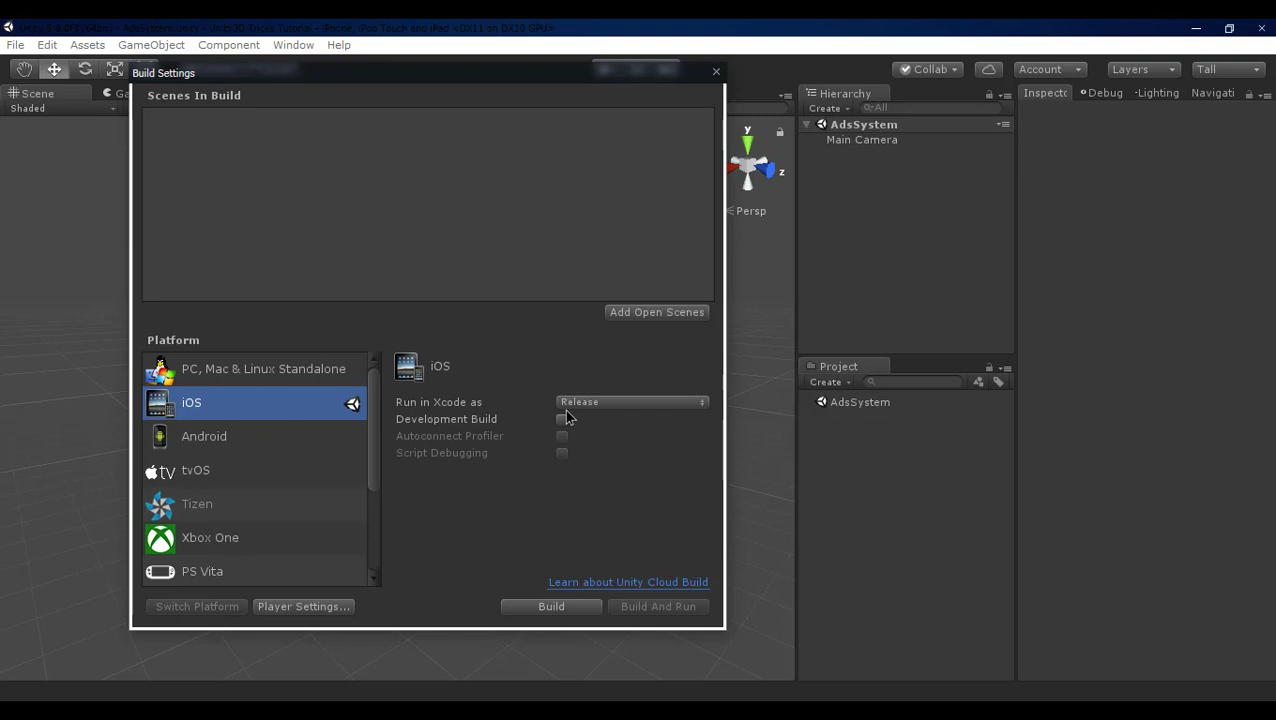 File Edit Assets GameObject Component Window Help
Build Settings
Collab Account Layers Tall
Scene
Shaded
Scenes In Build
Add Open Scenes
Platform
PC, Mac & Linux Standalone
iOS
Android
tv tvOS
Tizen
Xbox One
PS Vita
iOS
Run in Xcode as Release
Development Build
Autoconnect Profiler
Script Debugging
Learn about Unity Cloud Build
Switch Platform Player Settings... Build Build And Run
y
z
Persp
Hierarchy
Create All
AdsSystem
Main Camera
Project
Create
AdsSystem
Inspecto Debug Lighting Navigati